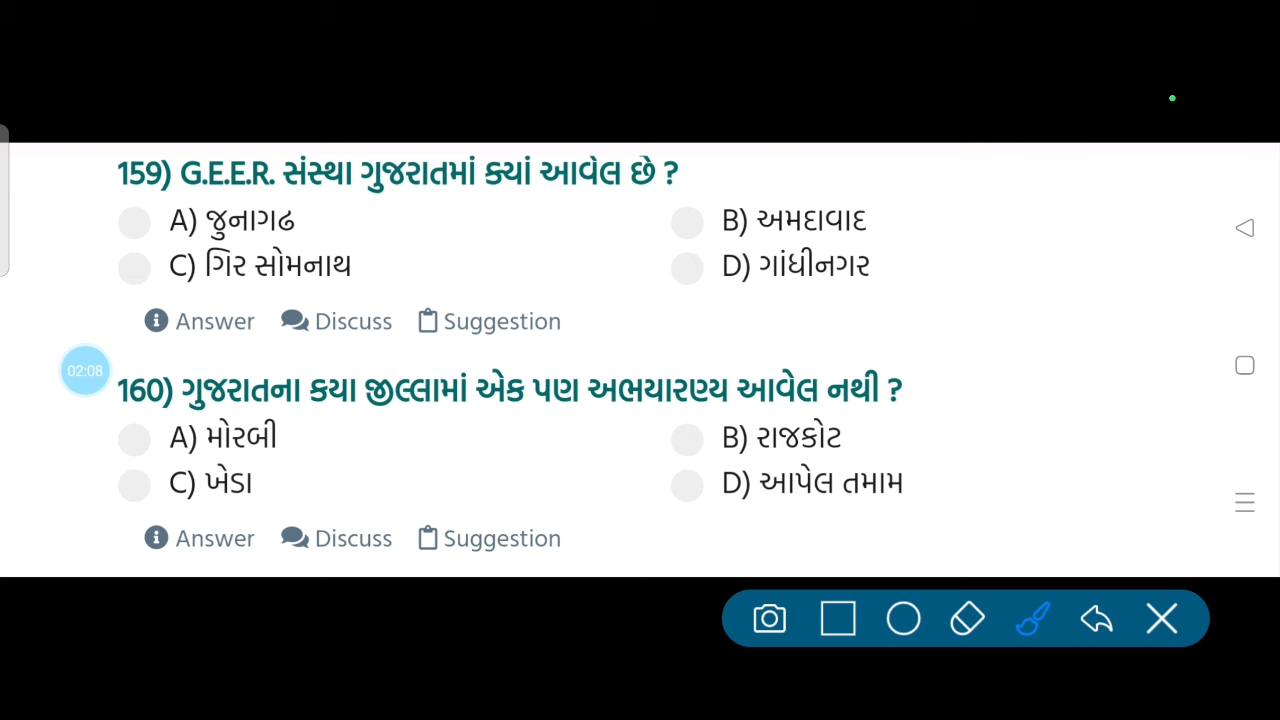 159) G.E.E.R. સંસ્થા ગુજરાતમાં ક્યાં આવેલ છે ?
A) જુનાગઢ
B) અમદાવાદ
C) ગિર સોમનાથ
D) ગાંધીનગર
Answer Discuss Suggestion
02:08
160) ગુજરાતના કયા જીલ્લામાં એક પણ અભયારણ્ય આવેલ નથી ?
A) મોરબી
B) રાજકોટ
C) ખેડા
D) આપેલ તમામ
Answer Discuss Suggestion